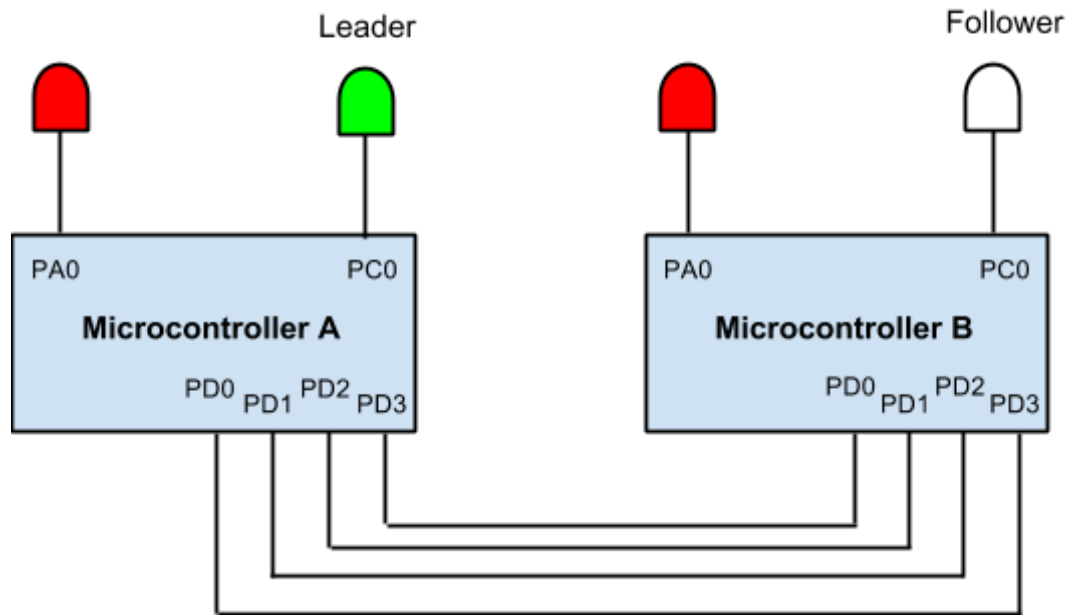 Leader
Follower
PA0 PC0
PA0 PC0
Microcontroller A
Microcontroller B
PD0 PD1 PD2 PD3
PD0 PD1 PD2 PD3